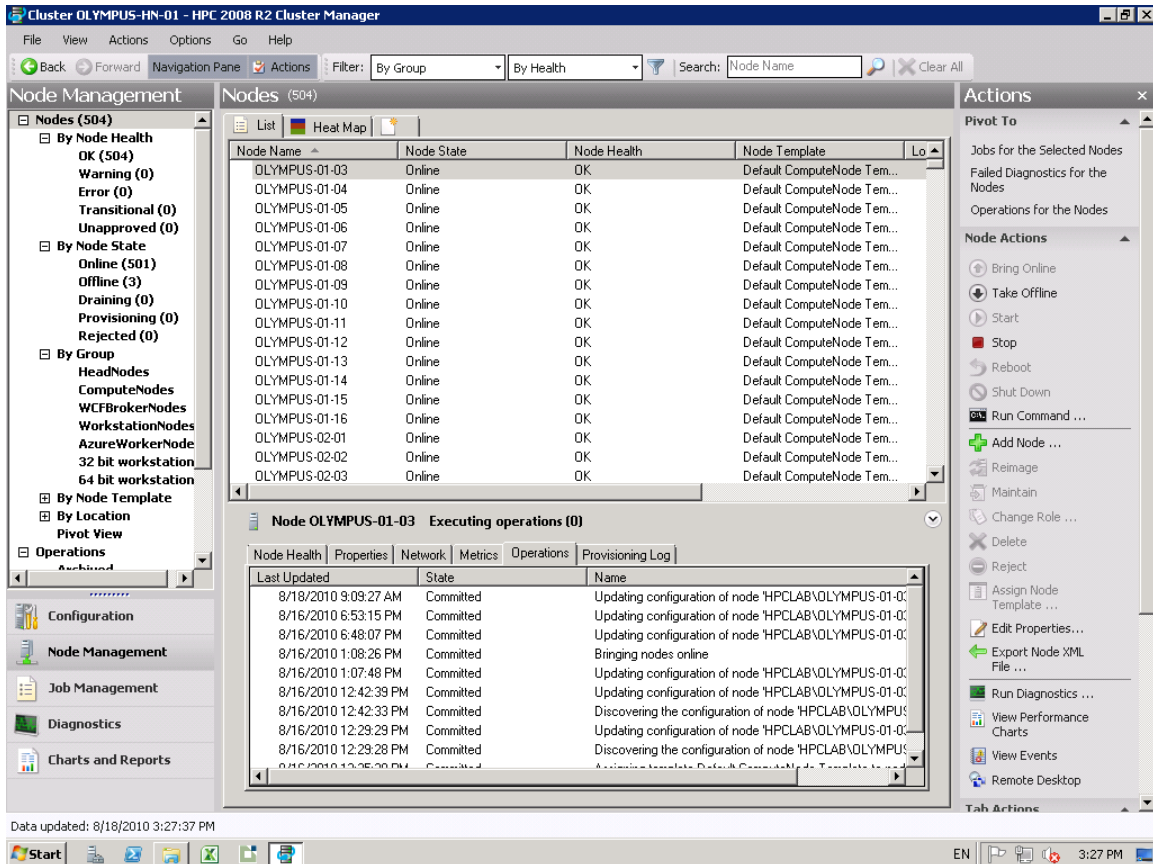 Cluster OLYMPUS-HN-01 - HPC 2008 R2 Cluster Manager
File View Actions Options Go Help
Back Forward Navigation Pane Actions Filter: By Group By Health Search: Node Name Clear All
Node Management
Nodes (504)
By Node Health
OK (504)
Warning (0)
Error (0)
Transitional (0)
Unapproved (0)
By Node State
Online (501)
Offline (3)
Draining (0)
Provisioning (0)
Rejected (0)
By Group
HeadNodes
ComputeNodes
WCFBrokerNodes
WorkstationNodes
AzureWorkerNode
32 bit workstation
64 bit workstation
By Node Template
By Location
Pivot View
Operations
Configuration
Node Management
Job Management
Diagnostics
Charts and Reports
Nodes (504)
List Heat Map
Node Name Node State Node Health Node Template Lo
OLYMPUS-01-03 Online OK Default ComputeNode Tem...
OLYMPUS-01-04 Online OK Default ComputeNode Tem...
OLYMPUS-01-05 Online OK Default ComputeNode Tem...
OLYMPUS-01-06 Online OK Default ComputeNode Tem...
OLYMPUS-01-07 Online OK Default ComputeNode Tem...
OLYMPUS-01-08 Online OK Default ComputeNode Tem...
OLYMPUS-01-09 Online OK Default ComputeNode Tem...
OLYMPUS-01-10 Online OK Default ComputeNode Tem...
OLYMPUS-01-11 Online OK Default ComputeNode Tem...
OLYMPUS-01-12 Online OK Default ComputeNode Tem...
OLYMPUS-01-13 Online OK Default ComputeNode Tem...
OLYMPUS-01-14 Online OK Default ComputeNode Tem...
OLYMPUS-01-15 Online OK Default ComputeNode Tem...
OLYMPUS-01-16 Online OK Default ComputeNode Tem...
OLYMPUS-02-01 Online OK Default ComputeNode Tem...
OLYMPUS-02-02 Online OK Default ComputeNode Tem...
OLYMPUS-02-03 Online OK Default ComputeNode Tem...
Node OLYMPUS-01-03 Executing operations (0)
Node Health Properties Network Metrics Operations Provisioning Log
Last Updated State Name
8/18/2010 9:09:27 AM Committed Updating configuration of node 'HPCLAB\OLYMPUS-01-03
8/16/2010 6:53:15 PM Committed Updating configuration of node 'HPCLAB\OLYMPUS-01-03
8/16/2010 6:48:07 PM Committed Updating configuration of node 'HPCLAB\OLYMPUS-01-03
8/16/2010 1:08:26 PM Committed Bringing nodes online
8/16/2010 1:07:48 PM Committed Updating configuration of node 'HPCLAB\OLYMPUS-01-03
8/16/2010 12:42:39 PM Committed Updating configuration of node 'HPCLAB\OLYMPUS-01-03
8/16/2010 12:42:33 PM Committed Discovering the configuration of node 'HPCLAB\OLYMPUS
8/16/2010 12:29:29 PM Committed Updating configuration of node 'HPCLAB\OLYMPUS-01-03
8/16/2010 12:29:28 PM Committed Discovering the configuration of node 'HPCLAB\OLYMPUS
Actions
Pivot To
Jobs for the Selected Nodes
Failed Diagnostics for the
Nodes
Operations for the Nodes
Node Actions
Bring Online
Take Offline
Start
Stop
Reboot
Shut Down
Run Command ...
Add Node ...
Reimage
Maintain
Change Role ...
Delete
Reject
Assign Node
Template ...
Edit Properties...
Export Node XML
File ...
Run Diagnostics ...
View Performance
Charts
View Events
Remote Desktop
Tab Actions
Data updated: 8/18/2010 3:27:37 PM
Start EN 3:27 PM